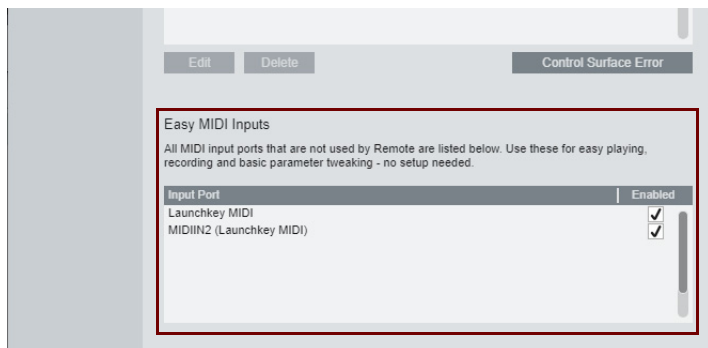 Edit Delete Control Surface Error
Easy MIDI Inputs
All MIDI input ports that are not used by Remote are listed below. Use these for easy playing,
recording and basic parameter tweaking - no setup needed.
Input Port Enabled
Launchkey MIDI
MIDIIN2 (Launchkey MIDI)